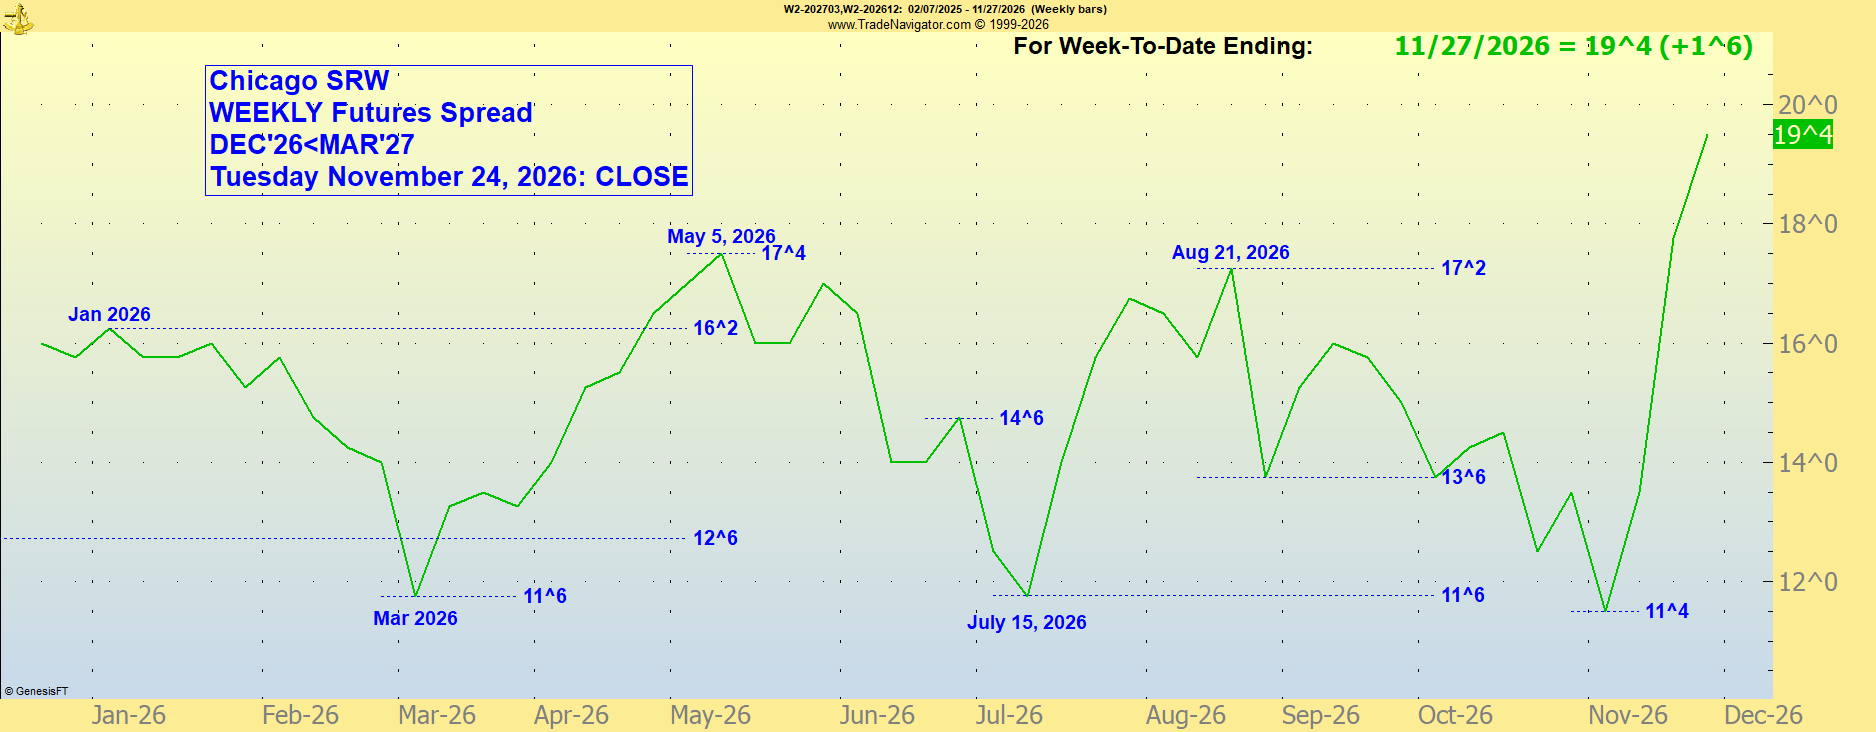 W2-202703,W2-202612: 02/07/2025 - 11/27/2026 (Weekly bars)
www.TradeNavigator.com © 1999-2026
For Week-To-Date Ending: 11/27/2026 = 19^4 (+1^6)
Chicago SRW
WEEKLY Futures Spread
DEC'26<MAR'27
Tuesday November 24, 2026: CLOSE
20^0
19^4
18^0
16^0
14^0
12^0
May 5, 2026
17^4
Aug 21, 2026
17^2
Jan 2026
16^2
14^6
13^6
12^6
11^6
Mar 2026
11^6
July 15, 2026
11^4
© GenesisFT
Jan-26 Feb-26 Mar-26 Apr-26 May-26 Jun-26 Jul-26 Aug-26 Sep-26 Oct-26 Nov-26 Dec-26